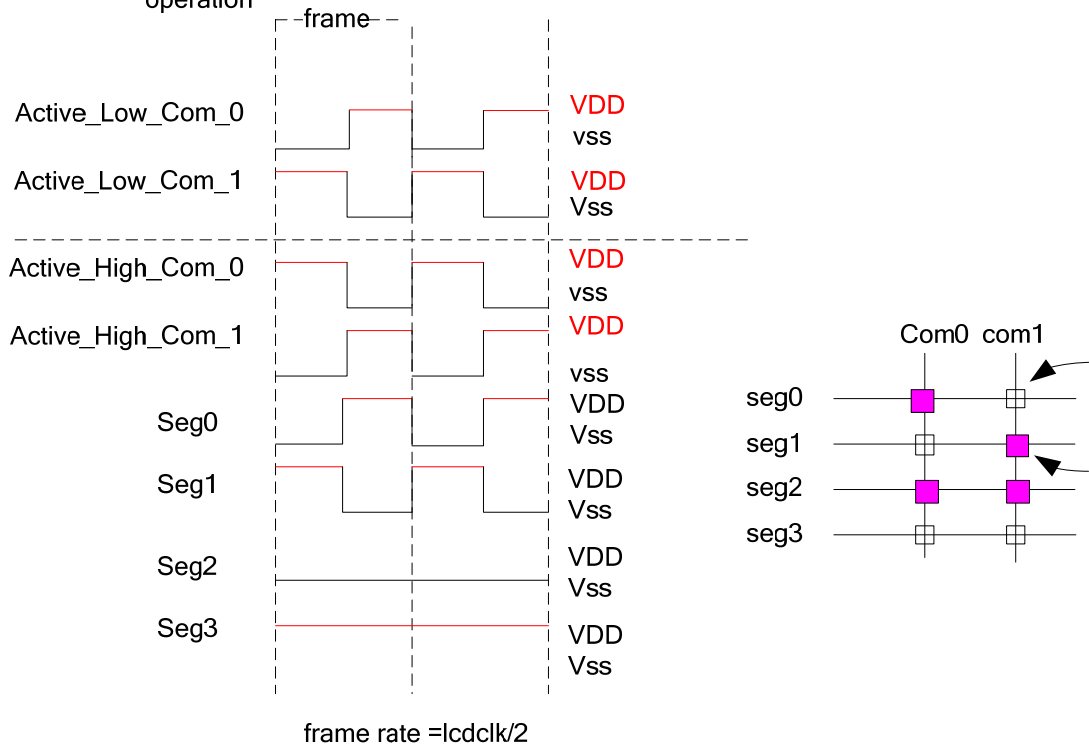 operation
frame
Active_Low_Com_0
VDD
vss
Active_Low_Com_1
VDD
Vss
Active_High_Com_0
VDD
vss
Active_High_Com_1
VDD
vss
Seg0
VDD
Vss
Seg1
VDD
Vss
Seg2
VDD
Vss
Seg3
VDD
Vss
frame rate =lcdclk/2
Com0 com1
seg0
seg1
seg2
seg3